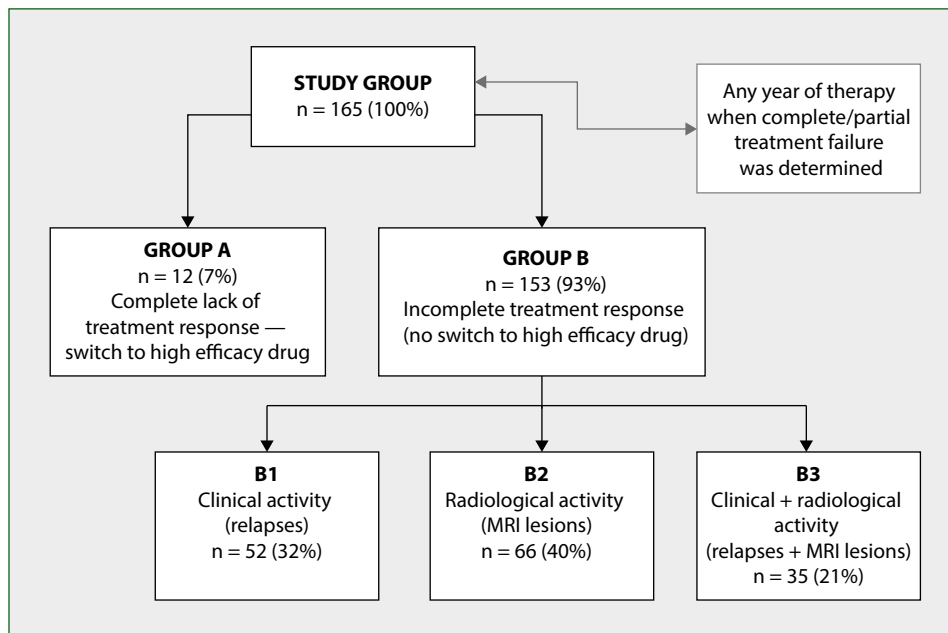 STUDY GROUP
n = 165 (100%)
Any year of therapy
when complete/partial
treatment failure
was determined
GROUP A
n = 12 (7%)
Complete lack of
treatment response —
switch to high efficacy drug
GROUP B
n = 153 (93%)
Incomplete treatment response
(no switch to high efficacy drug)
B1
Clinical activity
(relapses)
n = 52 (32%)
B2
Radiological activity
(MRI lesions)
n = 66 (40%)
B3
Clinical + radiological
activity
(relapses + MRI lesions)
n = 35 (21%)